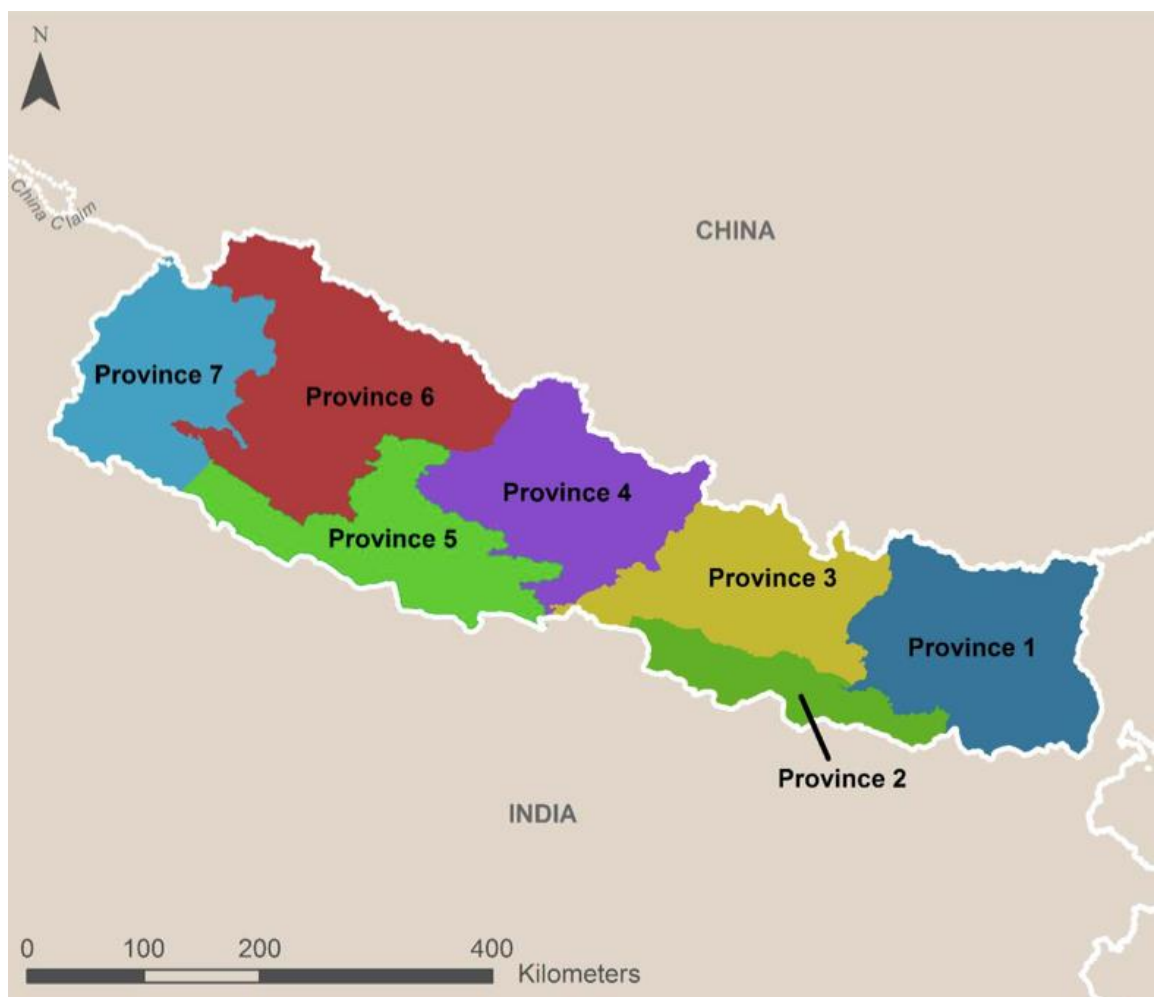 N
China Claim
CHINA
Province 7
Province 6
Province 4
Province 5
Province 3
Province 1
Province 2
INDIA
0 100 200 400
Kilometers